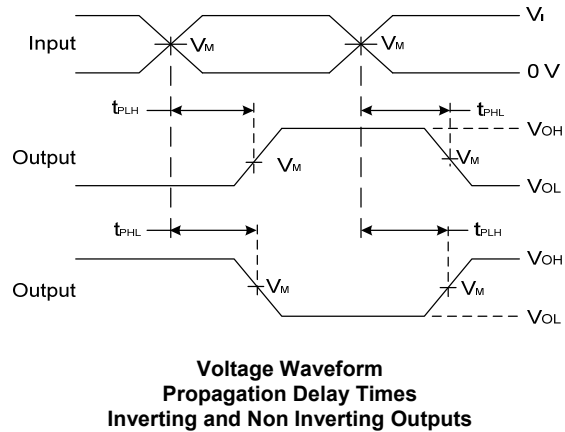 Input
VM
VM
VI
0 V
tPLH
tPHL
Output
VM
VM
VOH
VOL
tPHL
tPLH
Output
VM
VM
VOH
VOL
Voltage Waveform
Propagation Delay Times
Inverting and Non Inverting Outputs